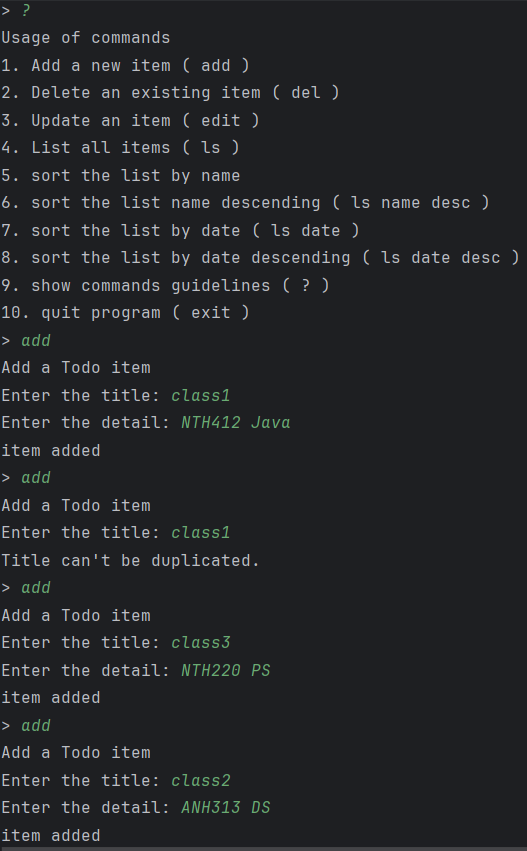 > ?
Usage of commands
1. Add a new item ( add )
2. Delete an existing item ( del )
3. Update an item ( edit )
4. List all items ( ls )
5. sort the list by name
6. sort the list name descending ( ls name desc )
7. sort the list by date ( ls date )
8. sort the list by date descending ( ls date desc )
9. show commands guidelines ( ? )
10. quit program ( exit )
> add
Add a Todo item
Enter the title: class1
Enter the detail: NTH412 Java
item added
> add
Add a Todo item
Enter the title: class1
Title can't be duplicated.
> add
Add a Todo item
Enter the title: class3
Enter the detail: NTH220 PS
item added
> add
Add a Todo item
Enter the title: class2
Enter the detail: ANH313 DS
item added